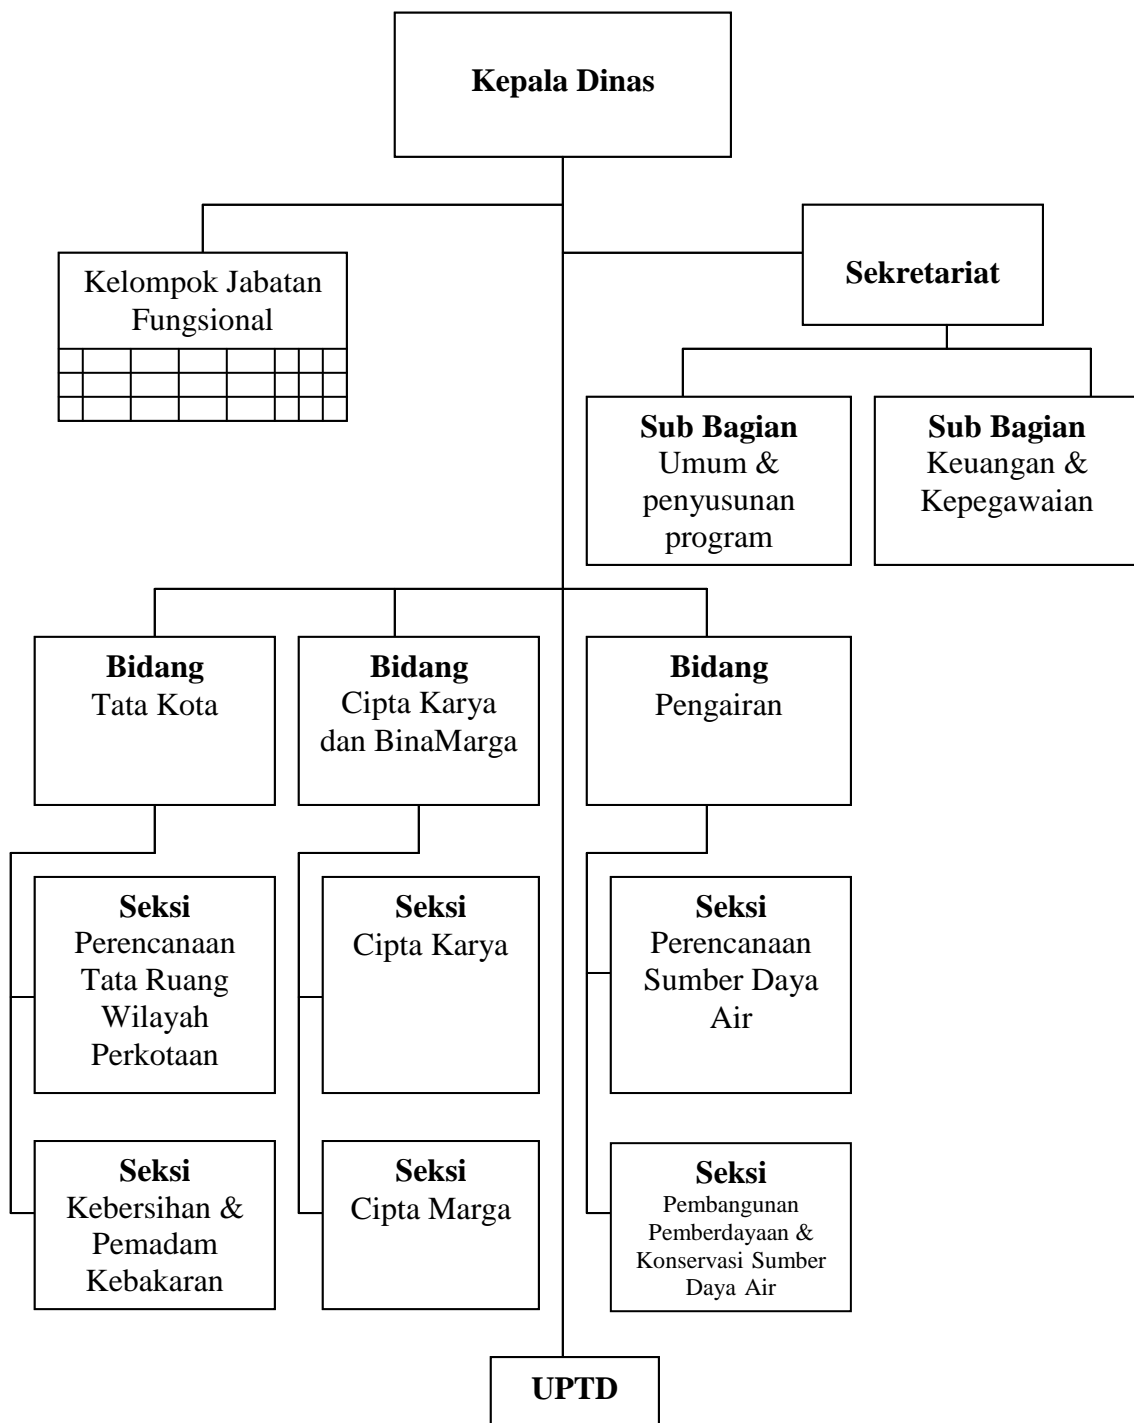 Kepala Dinas
Kelompok Jabatan
Fungsional
Sekretariat
Sub Bagian
Umum &
penyusunan
program
Sub Bagian
Keuangan &
Kepegawaian
Bidang
Tata Kota
Bidang
Cipta Karya
dan BinaMarga
Bidang
Pengairan
Seksi
Perencanaan
Tata Ruang
Wilayah
Perkotaan
Seksi
Cipta Karya
Seksi
Perencanaan
Sumber Daya
Air
Seksi
Kebersihan &
Pemadam
Kebakaran
Seksi
Cipta Marga
Seksi
Pembangunan
Pemberdayaan &
Konservasi Sumber
Daya Air
UPTD